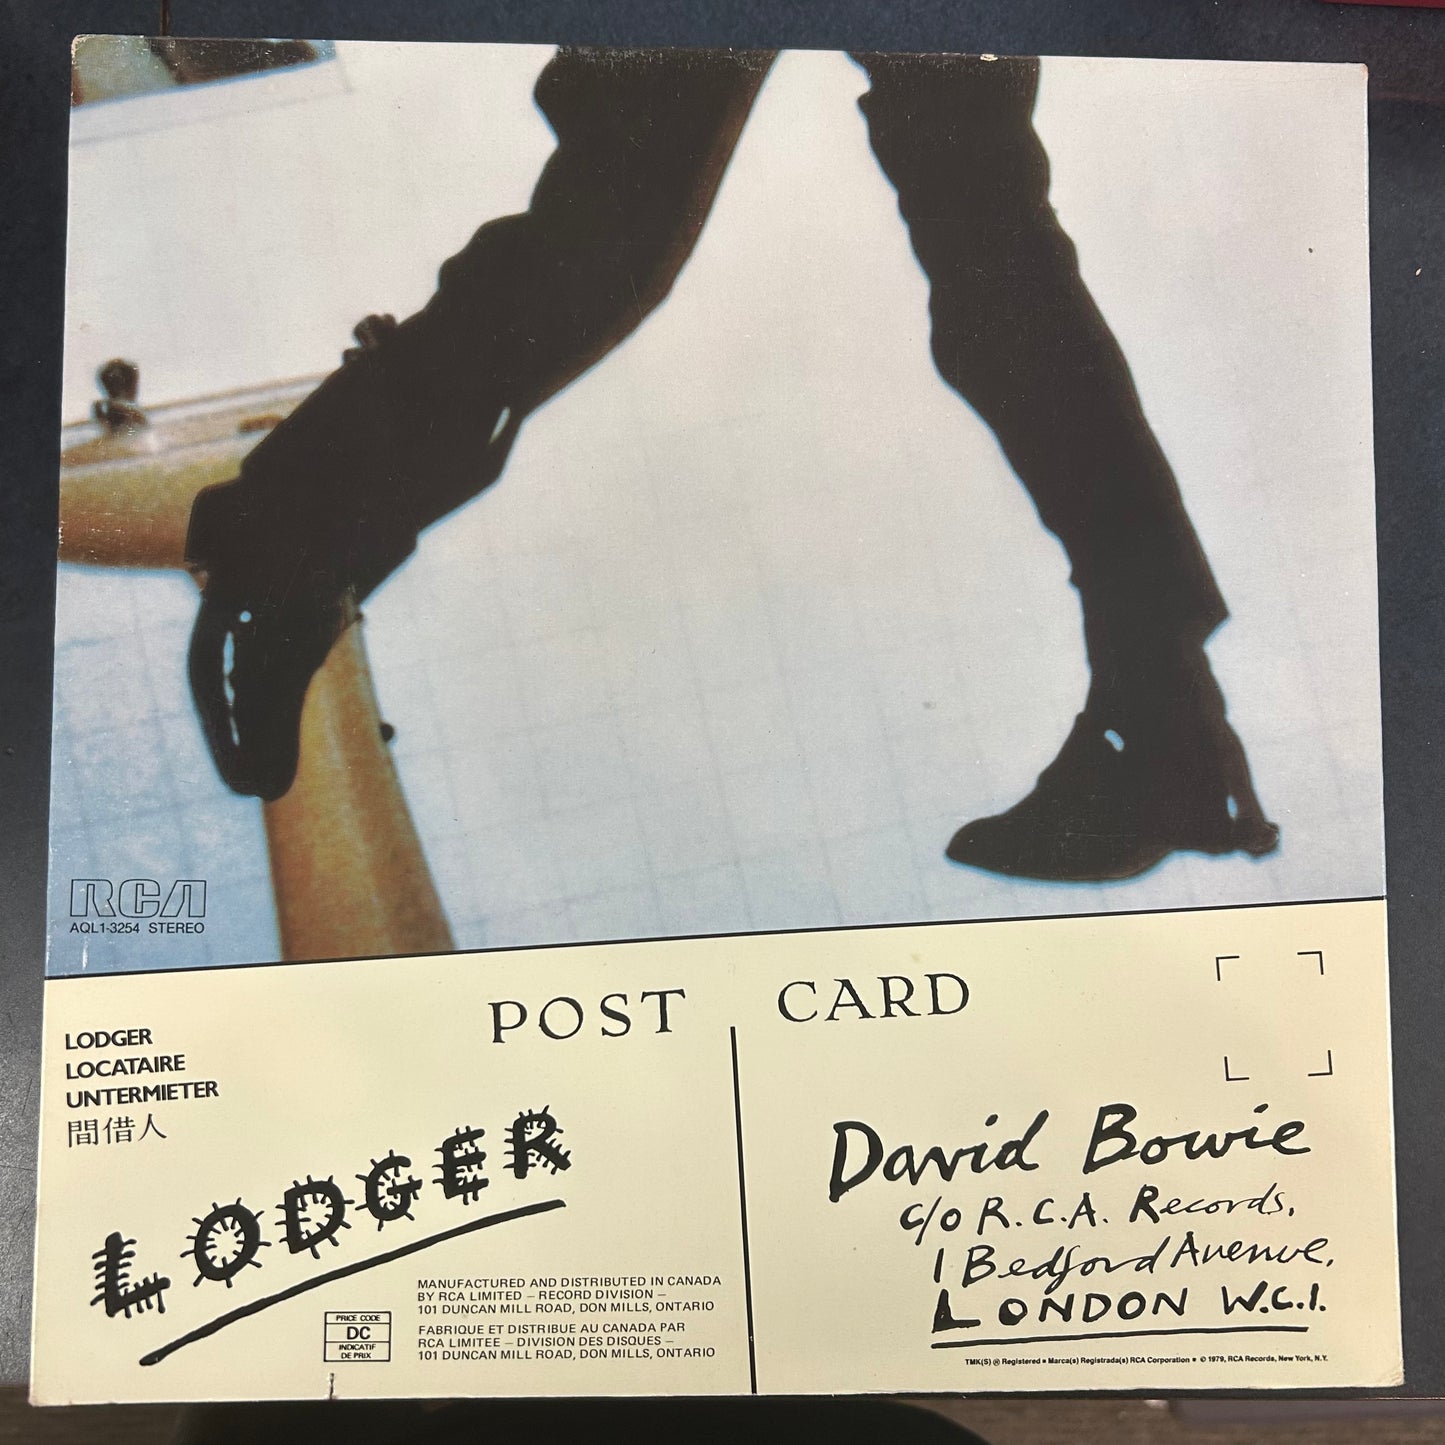 RCA
AQL1-3254 STEREO
POST CARD
LODGER
LOCATAIRE
UNTERMIETER
間借人
LODGER
David Bowie
c/o R.C.A. Records,
1 Bedford Avenue,
LONDON W.C.1.
MANUFACTURED AND DISTRIBUTED IN CANADA
BY RCA LIMITED – RECORD DIVISION –
101 DUNCAN MILL ROAD, DON MILLS, ONTARIO
PRICE CODE
DC
INDICATIF
DE PRIX
FABRIQUE ET DISTRIBUE AU CANADA PAR
RCA LIMITEE – DIVISION DES DISQUES –
101 DUNCAN MILL ROAD, DON MILLS, ONTARIO
TMK(S) ® Registered • Marca(s) Registrada(s) RCA Corporation • © 1979, RCA Records, New York, N.Y.